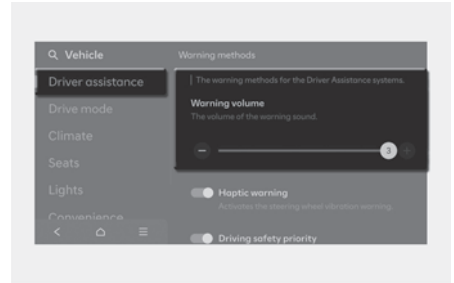 Vehicle
Warning methods
Driver assistance
The warning methods for the Driver Assistance systems.
Drive mode
Warning volume
The volume of the warning sound.
Climate
3
Seats
Lights
Haptic warning
Activates the steering wheel vibration warning.
Convenience
Driving safety priority